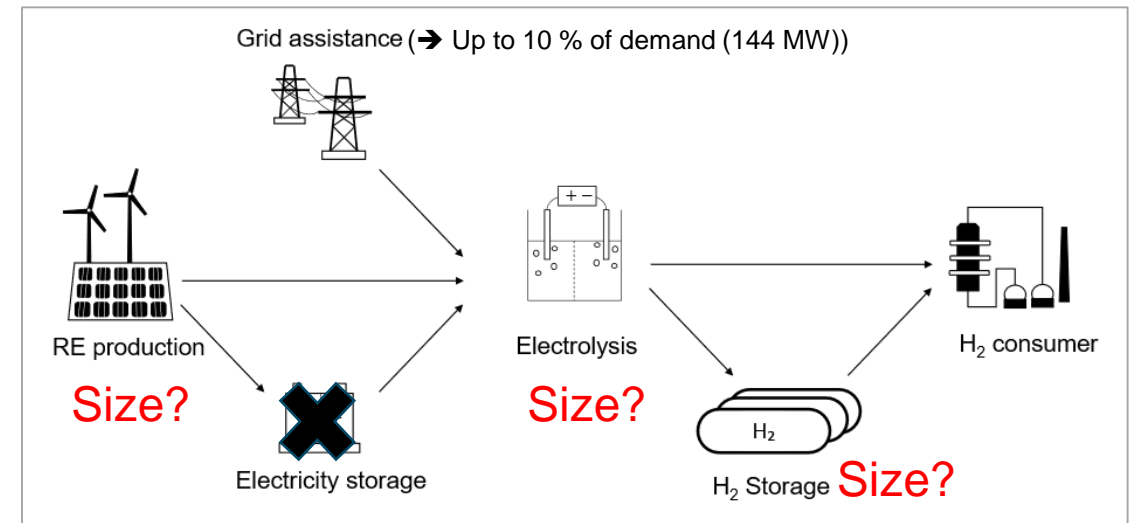 Grid assistance (➔ Up to 10 % of demand (144 MW))
RE production
Size?
Electricity storage
+ −
Electrolysis
Size?
H₂
H₂ Storage Size?
H₂ consumer